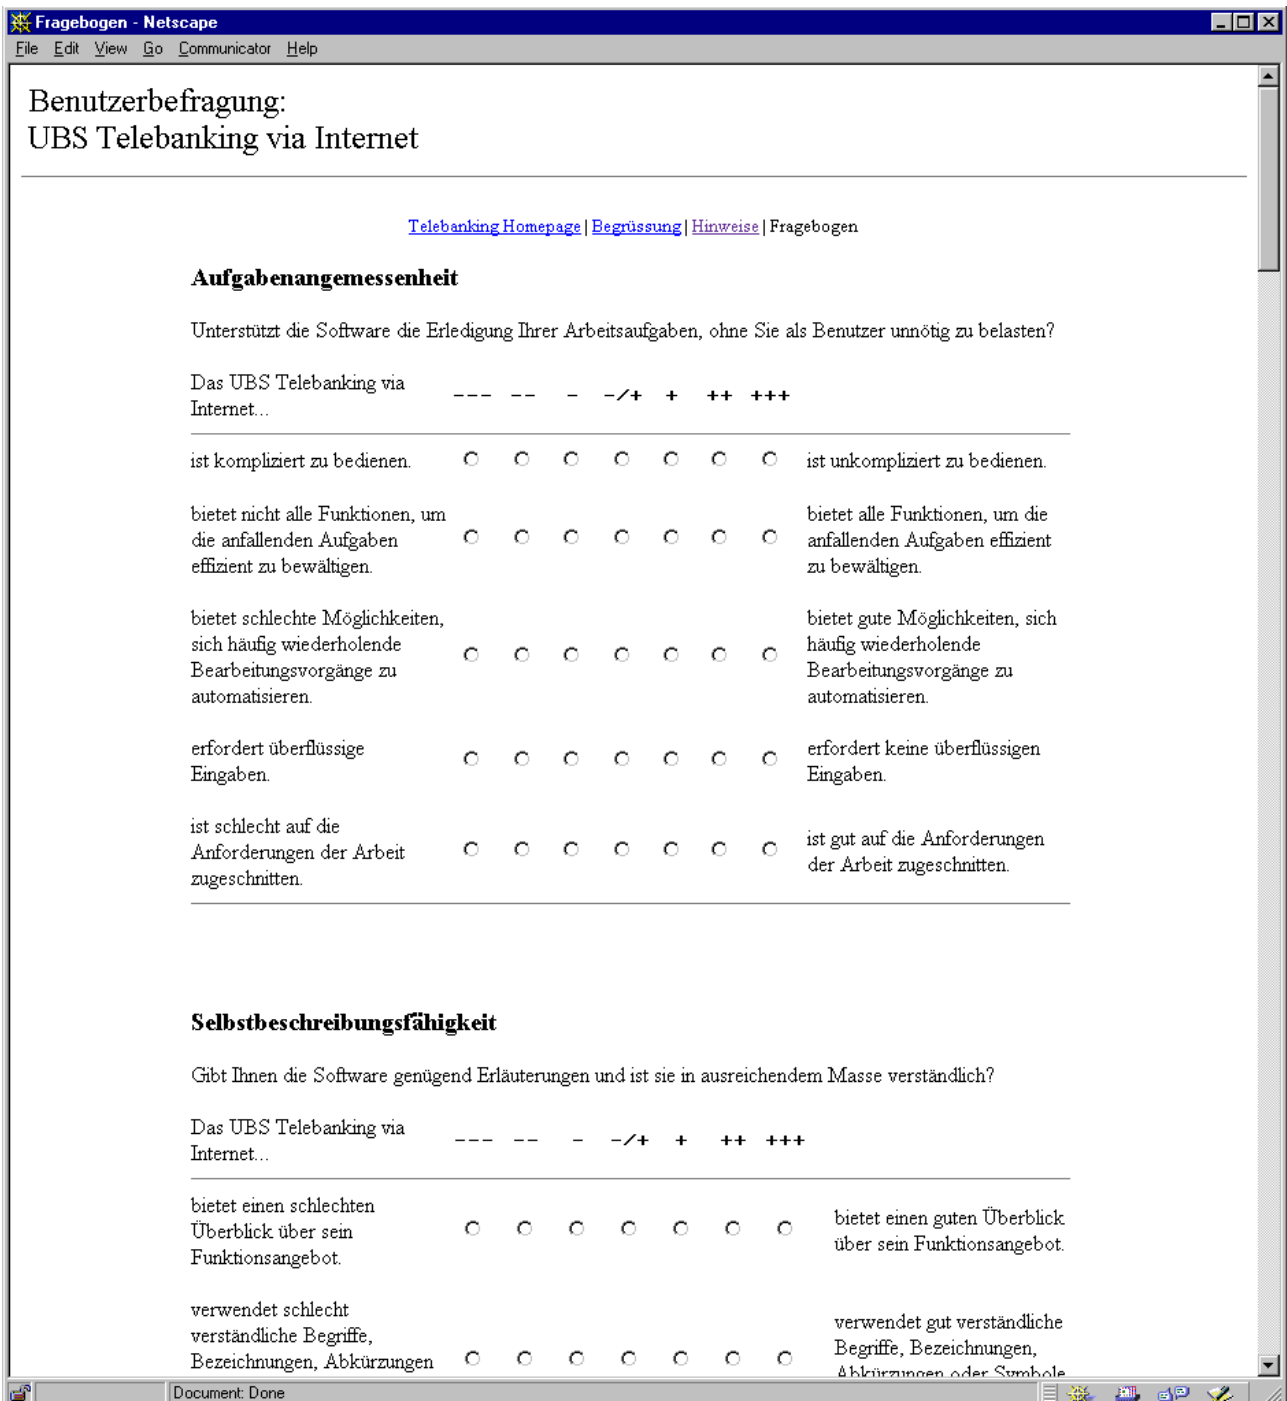 Fragebogen - Netscape
File Edit View Go Communicator Help
Benutzerbefragung:
UBS Telebanking via Internet
Telebanking Homepage | Begrüssung | Hinweise | Fragebogen
Aufgabenangemessenheit
Unterstützt die Software die Erledigung Ihrer Arbeitsaufgaben, ohne Sie als Benutzer unnötig zu belasten?
Das UBS Telebanking via
Internet...
--- -- - -/+ + ++ +++
ist kompliziert zu bedienen.
ist unkompliziert zu bedienen.
bietet nicht alle Funktionen, um
die anfallenden Aufgaben
effizient zu bewältigen.
bietet alle Funktionen, um die
anfallenden Aufgaben effizient
zu bewältigen.
bietet schlechte Möglichkeiten,
sich häufig wiederholende
Bearbeitungsvorgänge zu
automatisieren.
bietet gute Möglichkeiten, sich
häufig wiederholende
Bearbeitungsvorgänge zu
automatisieren.
erfordert überflüssige
Eingaben.
erfordert keine überflüssigen
Eingaben.
ist schlecht auf die
Anforderungen der Arbeit
zugeschnitten.
ist gut auf die Anforderungen
der Arbeit zugeschnitten.
Selbstbeschreibungsfähigkeit
Gibt Ihnen die Software genügend Erläuterungen und ist sie in ausreichendem Masse verständlich?
Das UBS Telebanking via
Internet...
--- -- - -/+ + ++ +++
bietet einen schlechten
Überblick über sein
Funktionsangebot.
bietet einen guten Überblick
über sein Funktionsangebot.
verwendet schlecht
verständliche Begriffe,
Bezeichnungen, Abkürzungen
verwendet gut verständliche
Begriffe, Bezeichnungen,
Abkürzungen oder Symbole
Document: Done